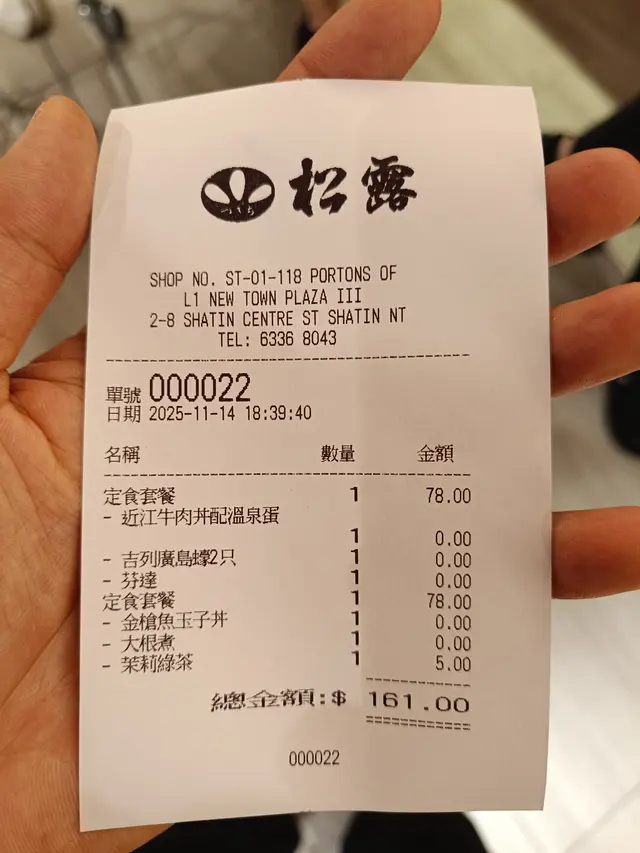 松露
SHOP NO. ST-01-118 PORTONS OF
L1 NEW TOWN PLAZA III
2-8 SHATIN CENTRE ST SHATIN NT
TEL: 6336 8043
單號 000022
日期 2025-11-14 18:39:40
名稱 數量 金額
定食套餐 1 78.00
- 近江牛肉丼配溫泉蛋
1 0.00
- 吉列廣島蠔2只 1 0.00
- 芬達 1 0.00
定食套餐 1 78.00
- 金槍魚玉子丼 1 0.00
- 大根煮 1 0.00
- 茉莉綠茶 1 5.00
總金額:$ 161.00
000022